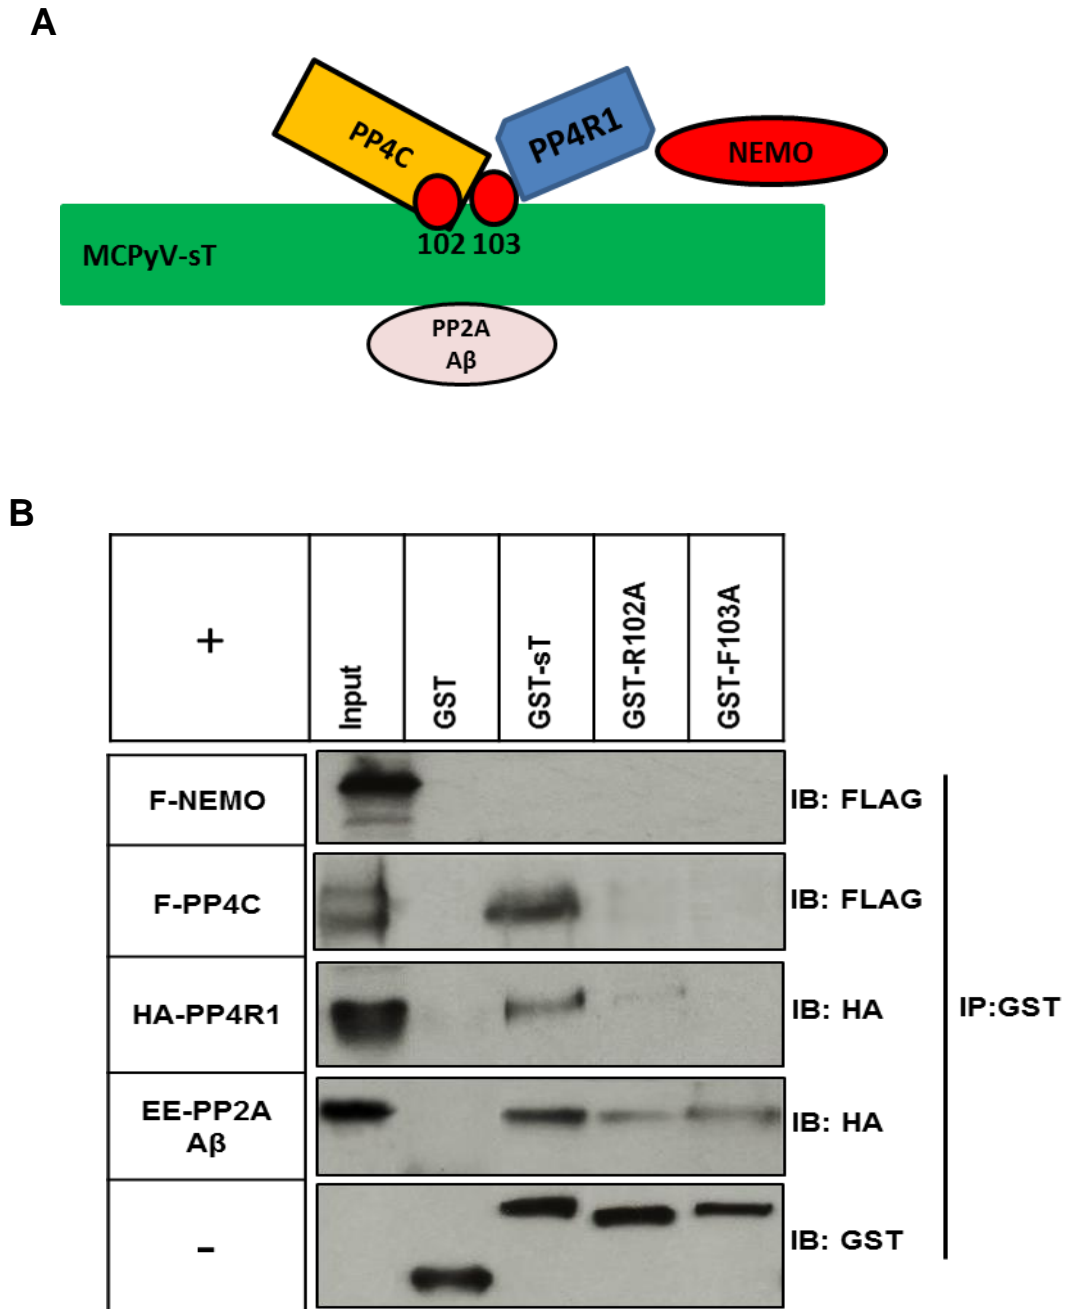 A
PP4C
PP4R1
NEMO
102 103
MCPyV-sT
PP2A
Aβ
B
+
Input
GST
GST-sT
GST-R102A
GST-F103A
F-NEMO
IB: FLAG
F-PP4C
IB: FLAG
HA-PP4R1
IB: HA
IP:GST
EE-PP2A
Aβ
IB: HA
-
IB: GST